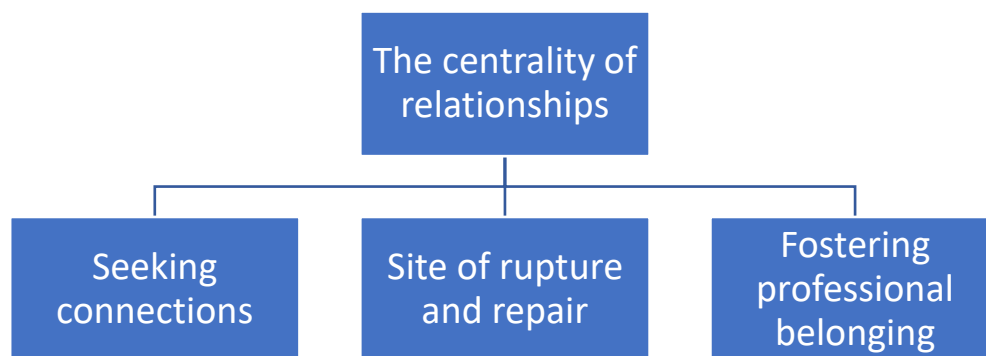 The centrality of
relationships
Seeking
connections
Site of rupture
and repair
Fostering
professional
belonging